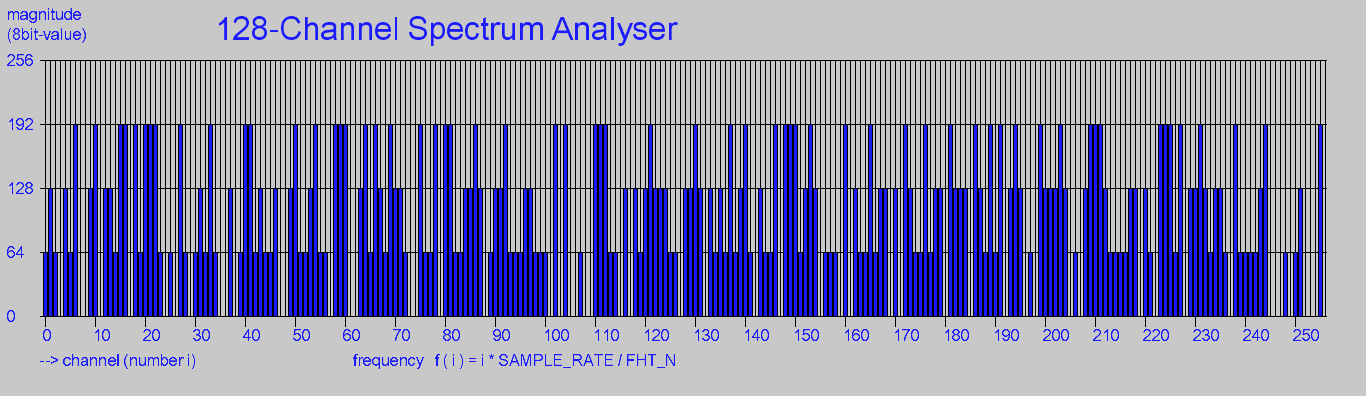 magnitude
(8bit-value)
128-Channel Spectrum Analyser
256
192
128
64
0
0 10 20 30 40 50 60 70 80 90 100 110 120 130 140 150 160 170 180 190 200 210 220 230 240 250
--> channel (number i)
frequency f ( i ) = i * SAMPLE_RATE / FHT_N